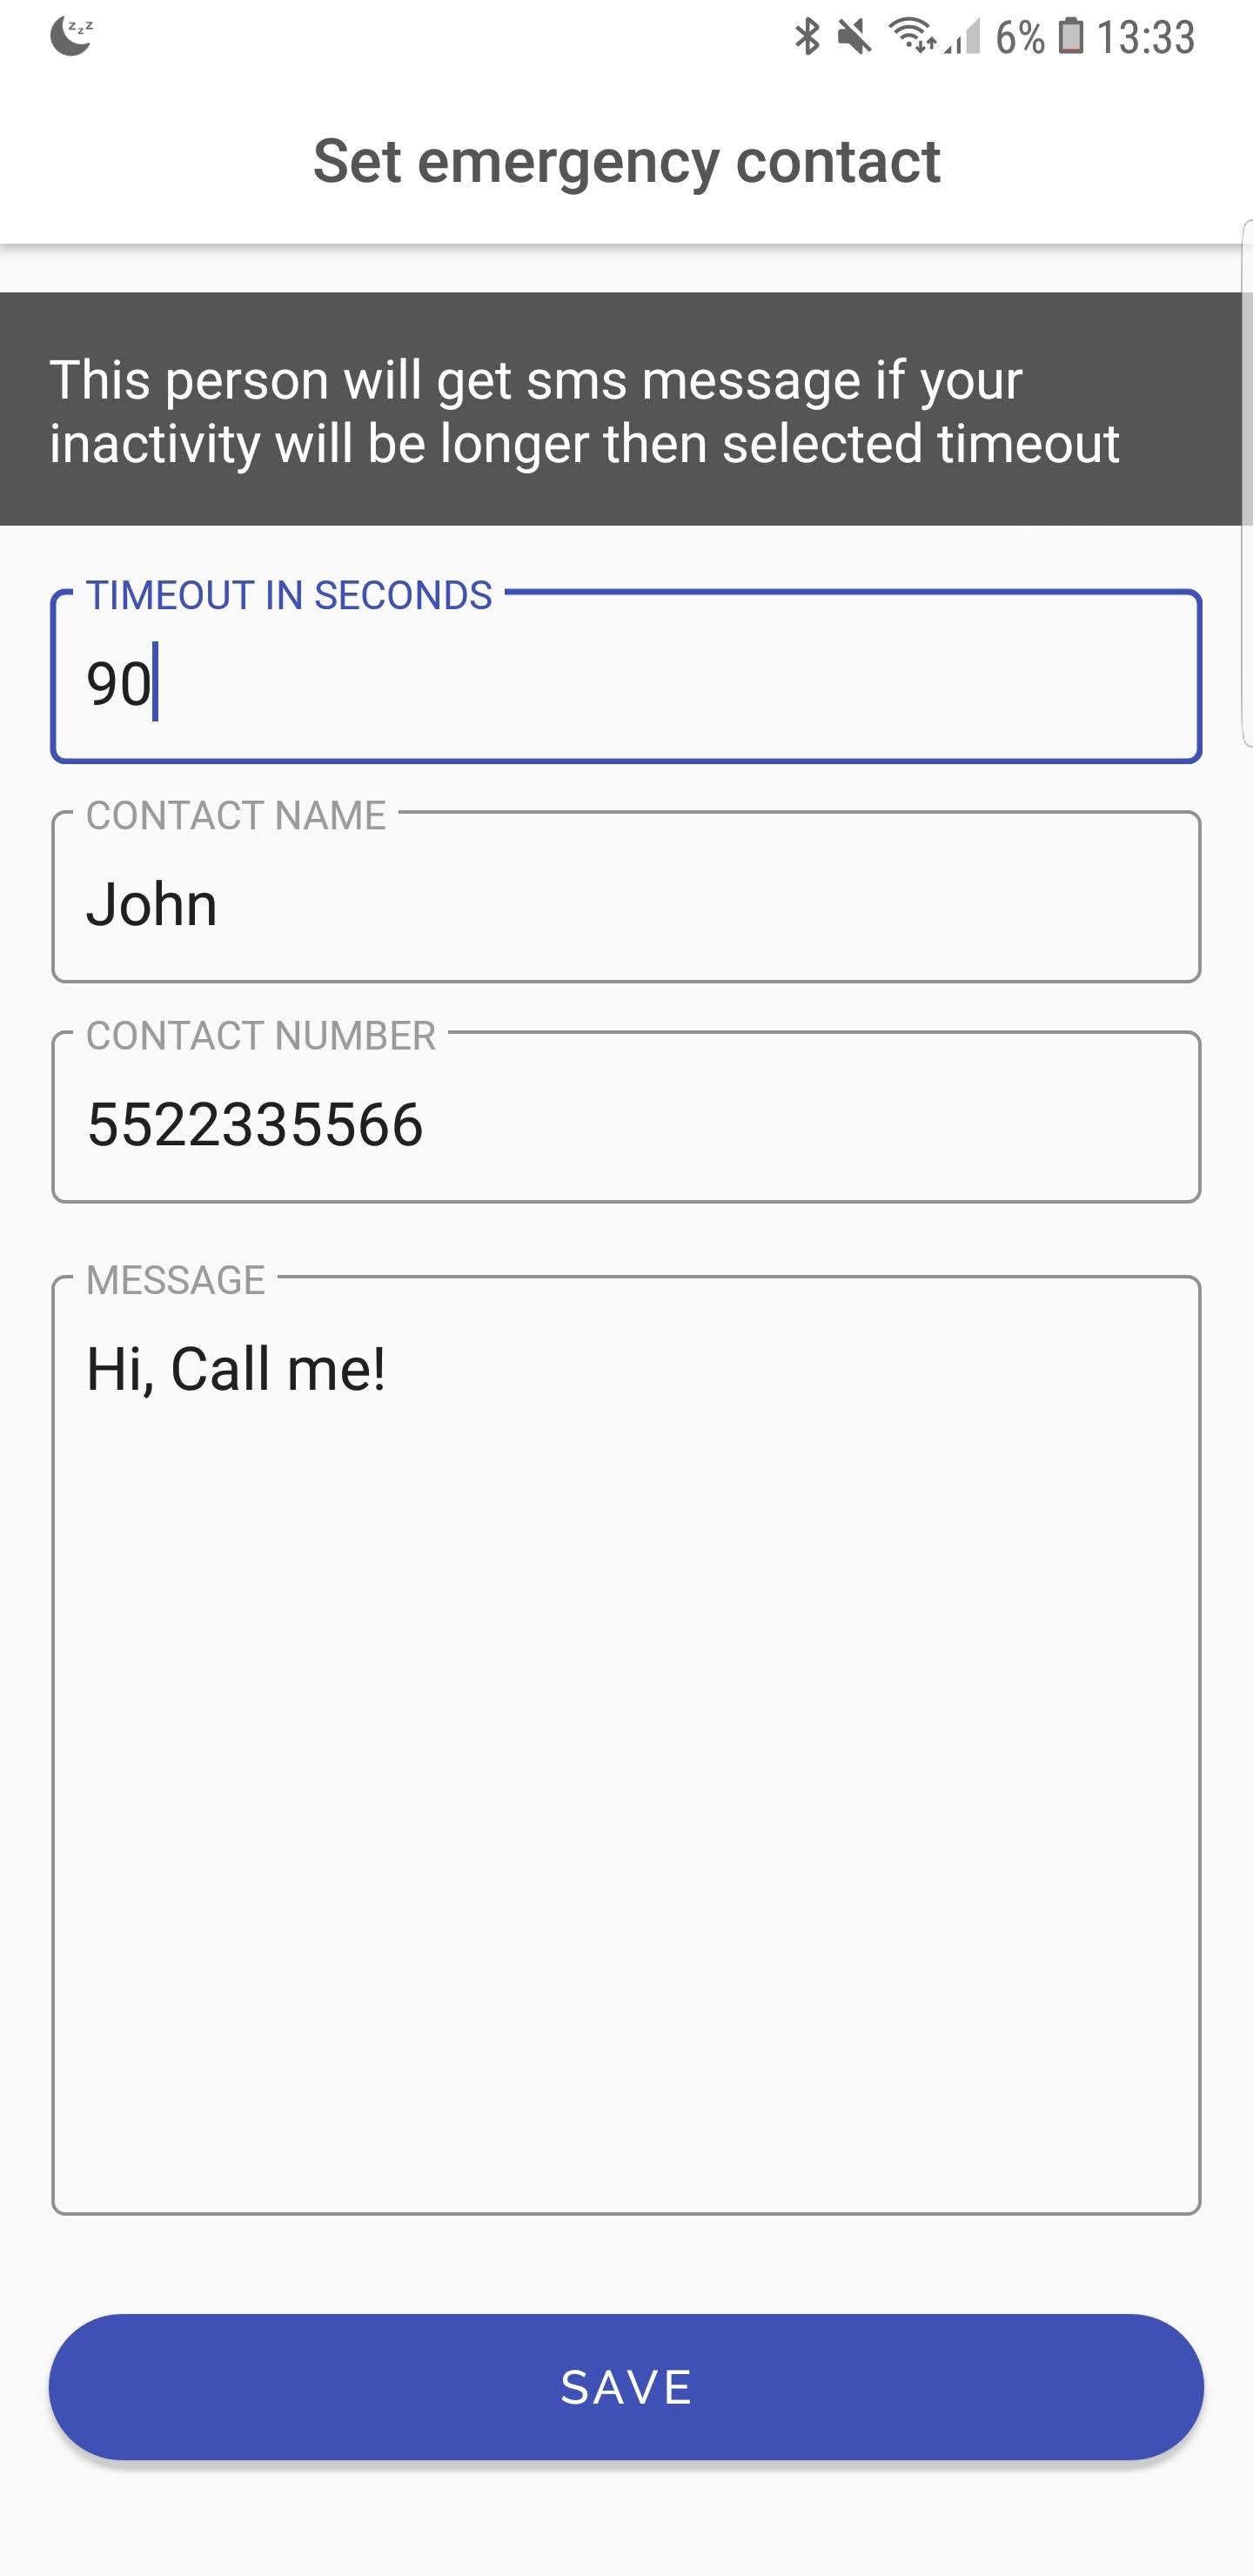 zzz
6% 13:33
Set emergency contact
This person will get sms message if your
inactivity will be longer then selected timeout
TIMEOUT IN SECONDS
90
CONTACT NAME
John
CONTACT NUMBER
5522335566
MESSAGE
Hi, Call me!
SAVE